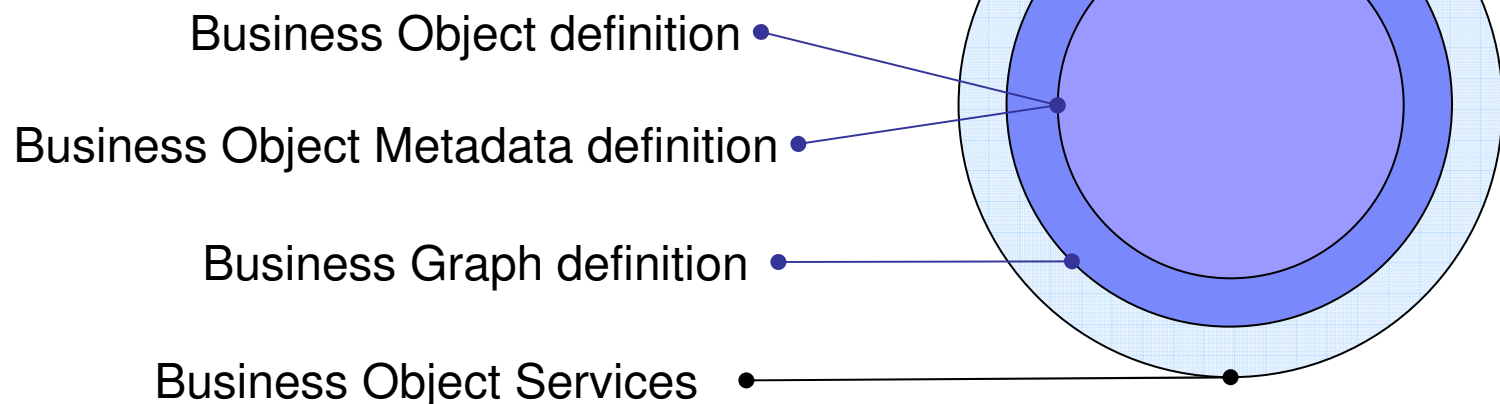 Business Object definition
Business Object Metadata definition
Business Graph definition
Business Object Services